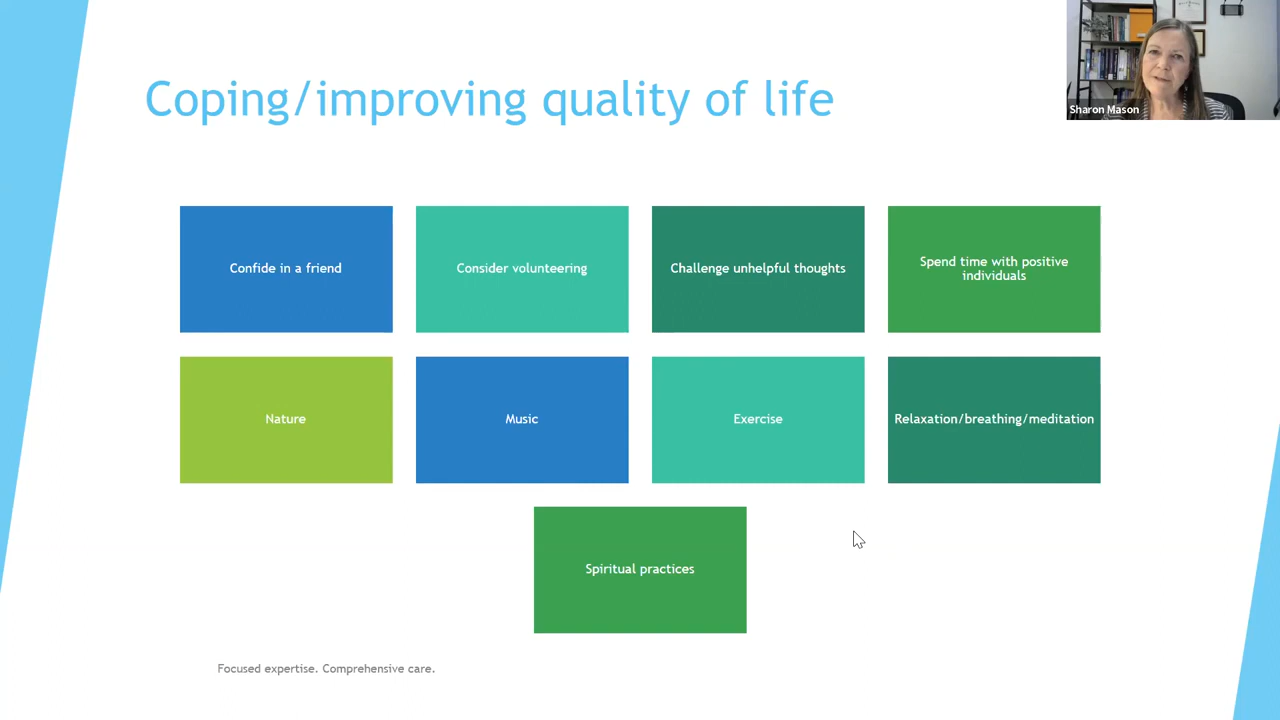 Coping/improving quality of life
Sharon Mason
Confide in a friend
Consider volunteering
Challenge unhelpful thoughts
Spend time with positive
individuals
Nature
Music
Exercise
Relaxation/breathing/meditation
Spiritual practices
Focused expertise. Comprehensive care.